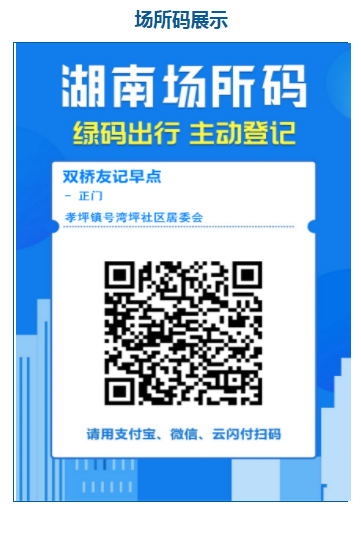 场所码展示
湖南场所码
绿码出行 主动登记
双桥友记早点
- 正门
孝坪镇号湾坪社区居委会
请用支付宝、微信、云闪付扫码